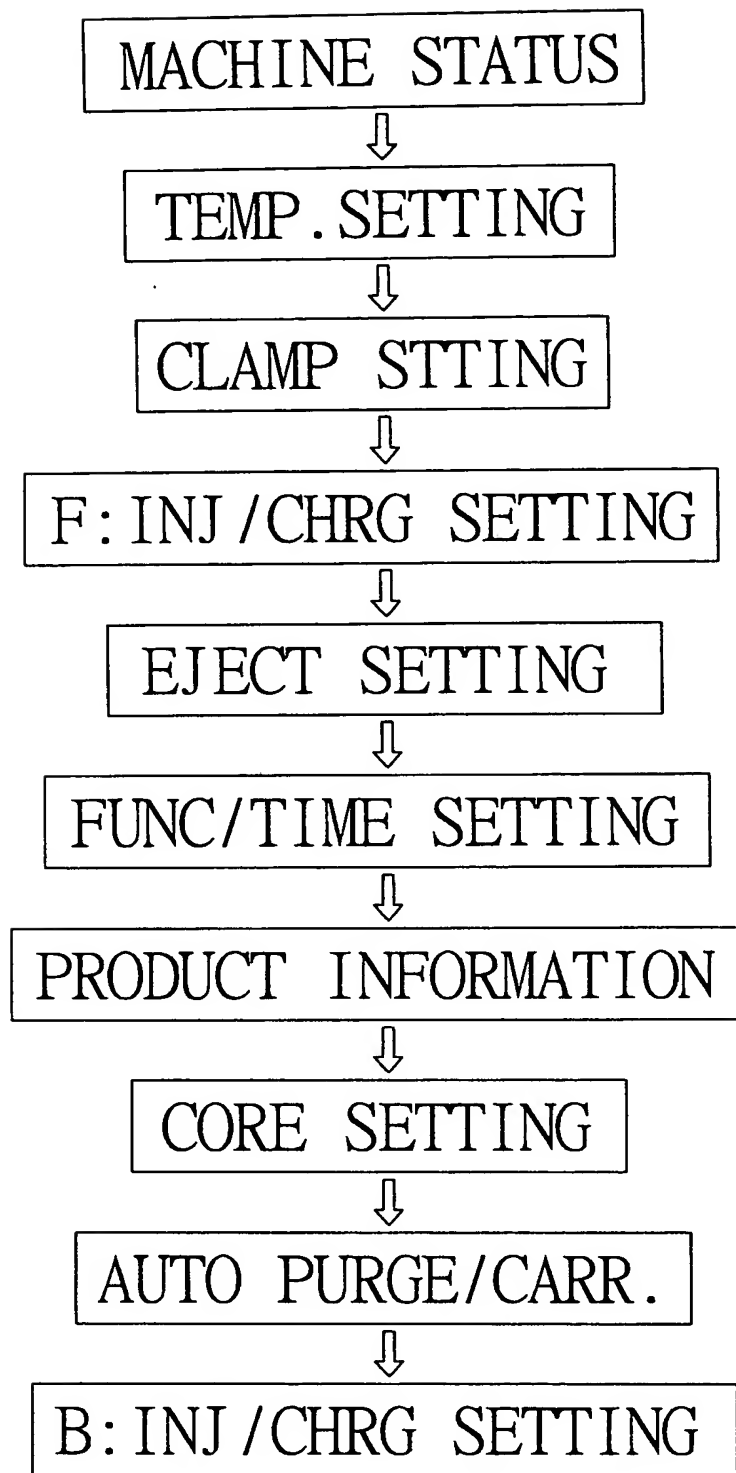 MACHINE STATUS
TEMP.SETTING
CLAMP STTING
F:INJ/CHRG SETTING
EJECT SETTING
FUNC/TIME SETTING
PRODUCT INFORMATION
CORE SETTING
AUTO PURGE/CARR.
B:INJ/CHRG SETTING